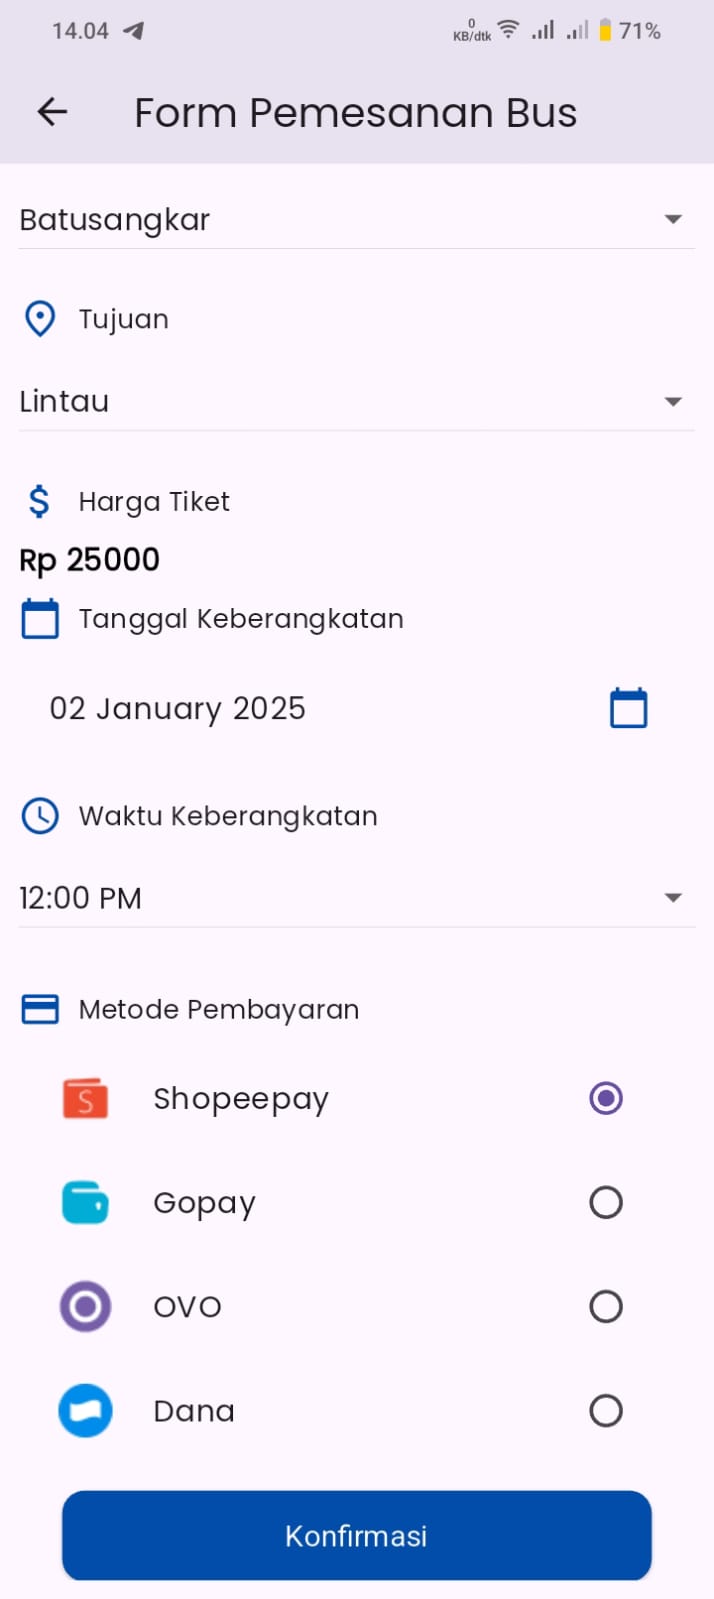 14.04
0
KB/dtk
71%
Form Pemesanan Bus
Batusangkar
Tujuan
Lintau
$ Harga Tiket
Rp 25000
Tanggal Keberangkatan
02 January 2025
Waktu Keberangkatan
12:00 PM
Metode Pembayaran
S Shopeepay
Gopay
OVO
Dana
Konfirmasi